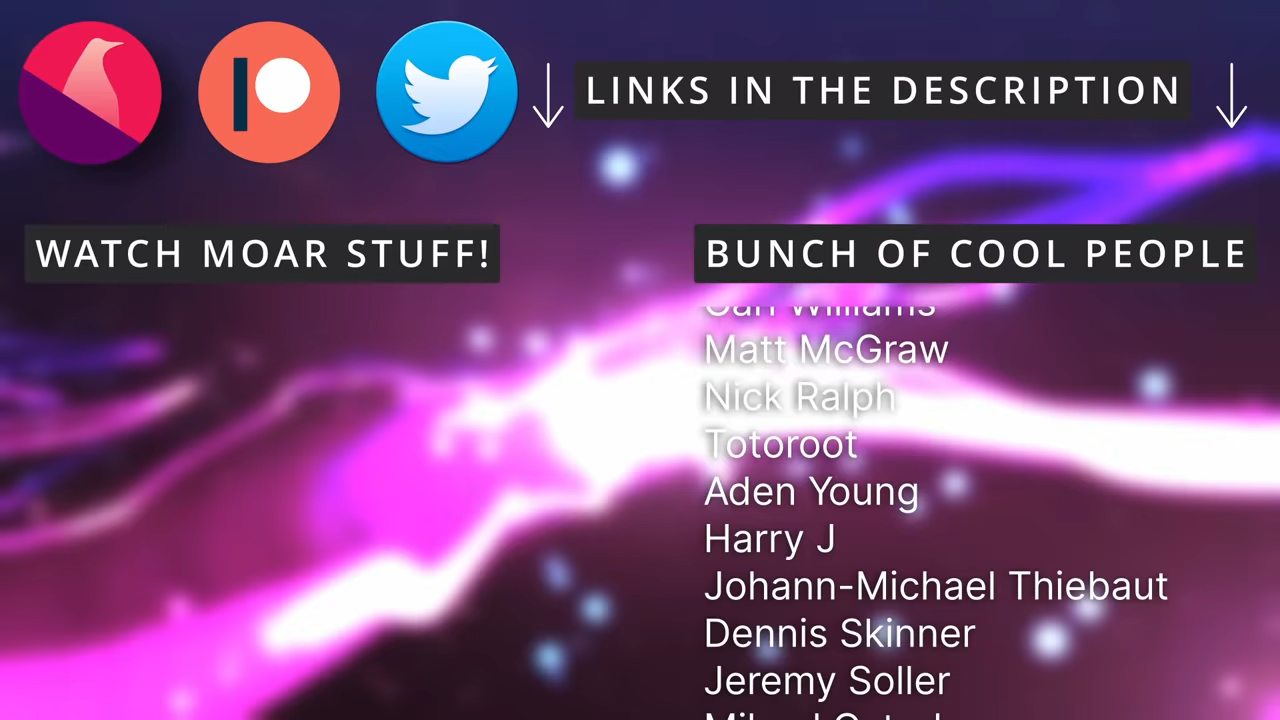 LINKS IN THE DESCRIPTION
WATCH MOAR STUFF!
BUNCH OF COOL PEOPLE
Williams
Matt McGraw
Nick Ralph
Totoroot
Aden Young
Harry J
Johann-Michael Thiebaut
Dennis Skinner
Jeremy Soller